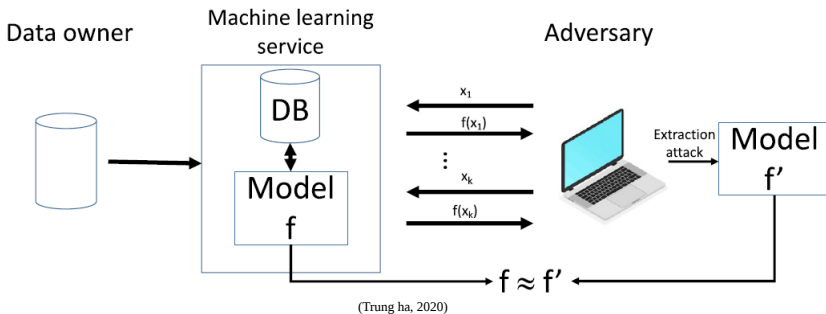 Data owner
Machine learning
service
Adversary
DB
Model
f
x₁
f(x₁)
⋮
xₖ
f(xₖ)
Extraction
attack
Model
f’
f ≈ f’
(Trung ha, 2020)